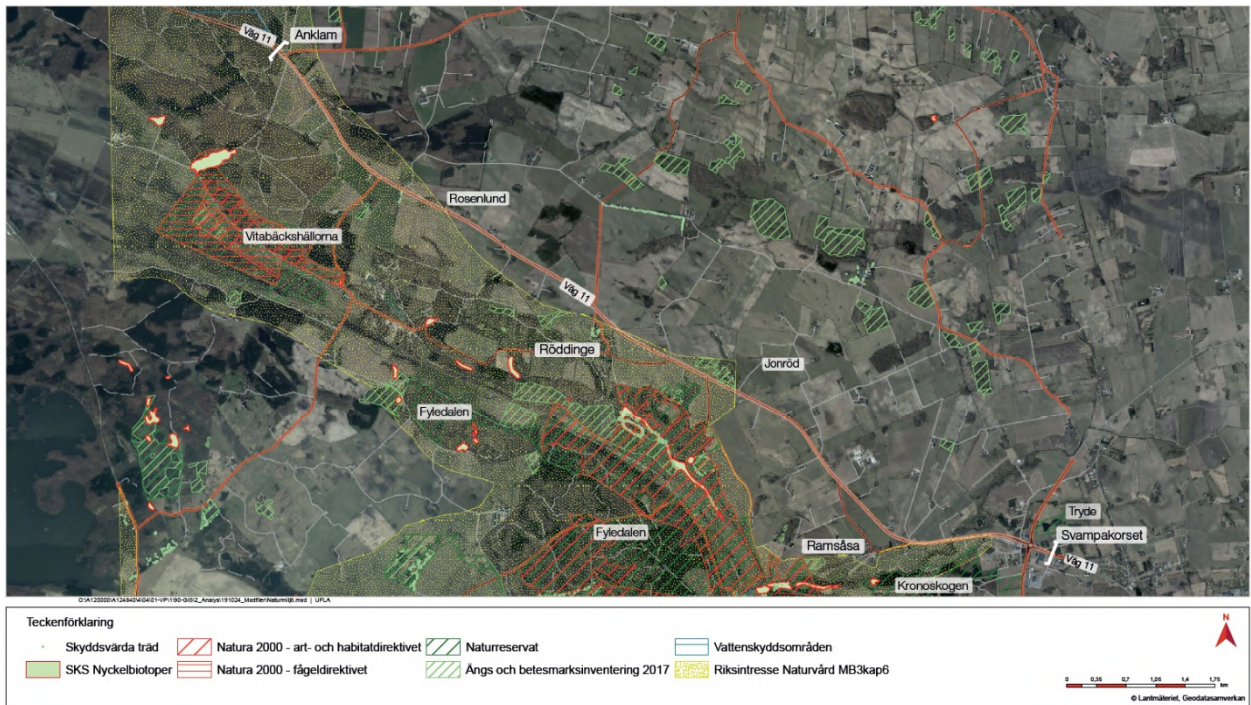 Väg 11
Anklam
Rosenlund
Vitabäckshällorna
Väg 11
Röddinge
Jonröd
Fyledalen
Fyledalen
Tryde
Svampakorset
Ramsåsa
Väg 11
Kronoskogen
Teckenförklaring
Skyddsvärda träd
Natura 2000 - art- och habitatdirektivet
Naturreservat
Vattenskyddsområden
SKS Nyckelbiotoper
Natura 2000 - fågeldirektivet
Ängs och betesmarksinventering 2017
Riksintresse Naturvård MB3kap6
N
0 0,35 0,7 1,05 1,4 1,75
km
© Lantmäteriet, Geodatasamverkan